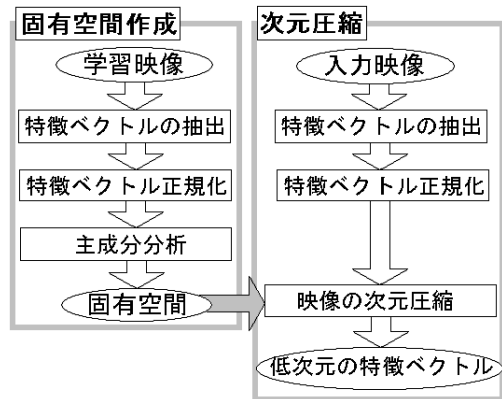 固有空間作成
学習映像
特徴ベクトルの抽出
特徴ベクトル正規化
主成分分析
固有空間
次元圧縮
入力映像
特徴ベクトルの抽出
特徴ベクトル正規化
映像の次元圧縮
低次元の特徴ベクトル